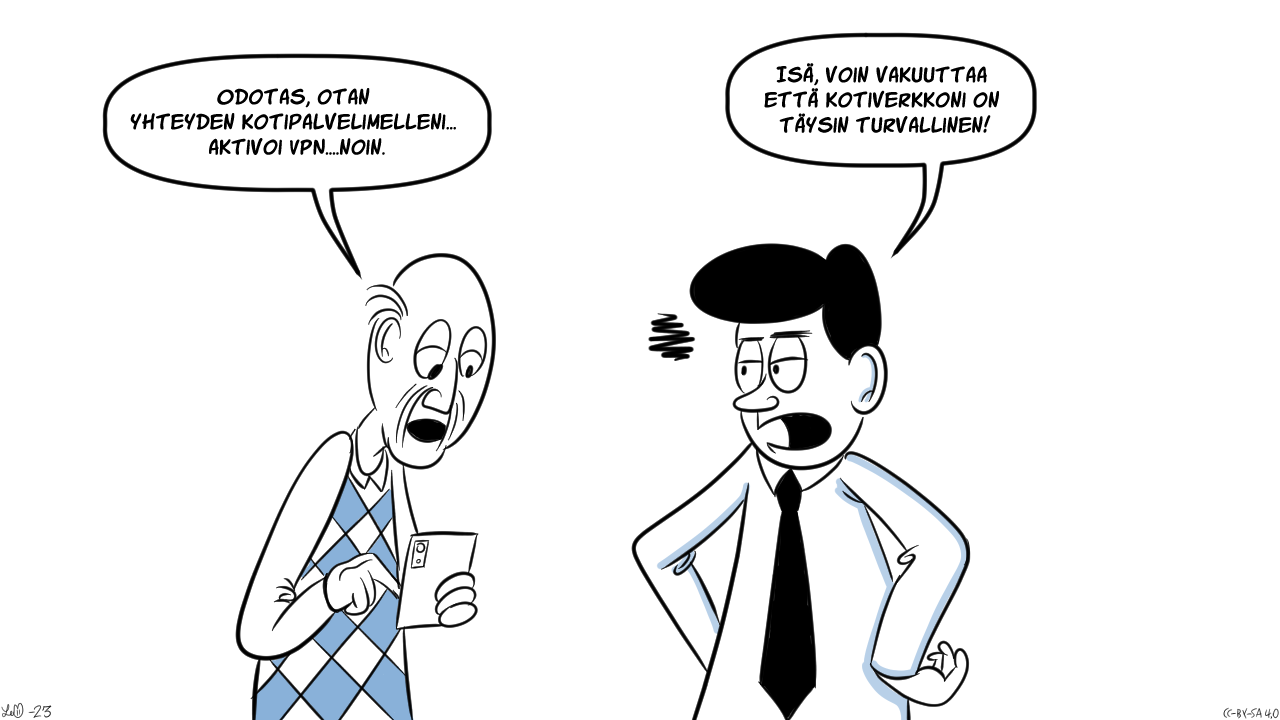 ODOTAS, OTAN
YHTEYDEN KOTIPALVELIMELLENI...
AKTIVOI VPN....NOIN.
ISÄ, VOIN VAKUUTTAA
ETTÄ KOTIVERKKONI ON
TÄYSIN TURVALLINEN!
-23
CC-BY-SA 4.0